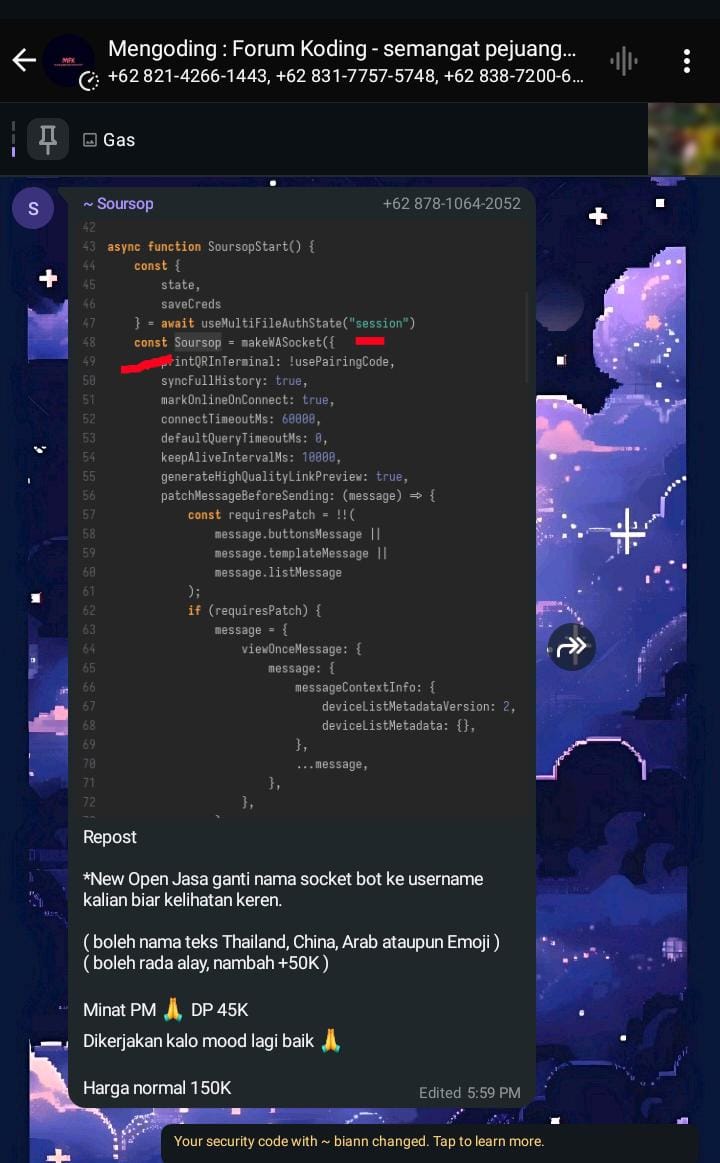 Mengoding : Forum Koding - semangat pejuang...
+62 821-4266-1443, +62 831-7757-5748, +62 838-7200-6...
Gas
S
~ Soursop +62 878-1064-2052
42
43 async function SoursopStart() {
44 const {
45 state,
46 saveCreds
47 } = await useMultiFileAuthState("session")
48 const Soursop = makeWASocket({
49 printQRInTerminal: !usePairingCode,
50 syncFullHistory: true,
51 markOnlineOnConnect: true,
52 connectTimeoutMs: 60000,
53 defaultQueryTimeoutMs: 0,
54 keepAliveIntervalMs: 10000,
55 generateHighQualityLinkPreview: true,
56 patchMessageBeforeSending: (message) => {
57 const requiresPatch = !!(
58 message.buttonsMessage ||
59 message.templateMessage ||
60 message.listMessage
61 );
62 if (requiresPatch) {
63 message = {
64 viewOnceMessage: {
65 message: {
66 messageContextInfo: {
67 deviceListMetadataVersion: 2,
68 deviceListMetadata: {},
69 },
70 ...message,
71 },
72 },
Repost
*New Open Jasa ganti nama socket bot ke username
kalian biar kelihatan keren.
( boleh nama teks Thailand, China, Arab ataupun Emoji )
( boleh rada alay, nambah +50K )
Minat PM 🙏 DP 45K
Dikerjakan kalo mood lagi baik 🙏
Harga normal 150K
Edited 5:59 PM
Your security code with ~ biann changed. Tap to learn more.